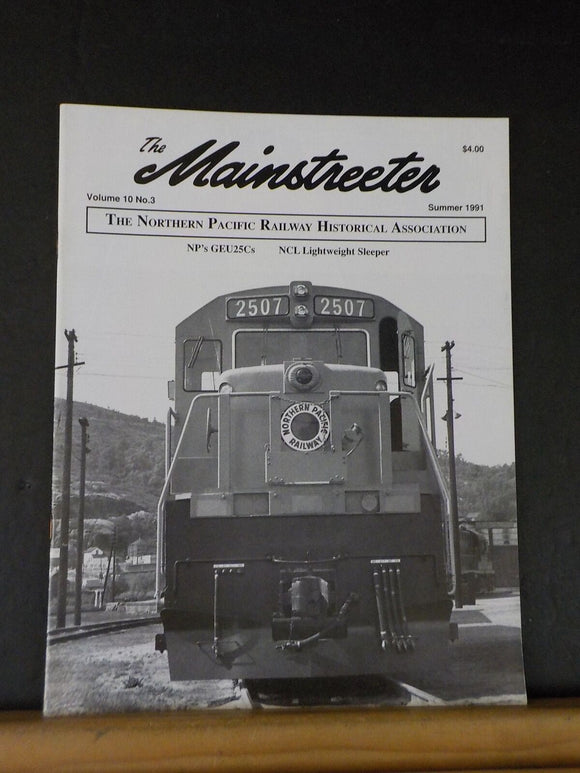 The Mainstreeter
$4.00
Volume 10 No.3
Summer 1991
The Northern Pacific Railway Historical Association
NP's GEU25Cs NCL Lightweight Sleeper
2507 2507
NORTHERN PACIFIC
RAILWAY